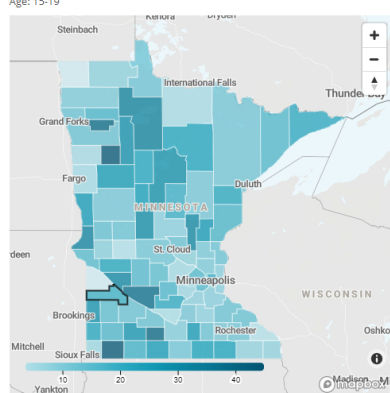 Age: 15-19
Steinbach
Kenora
Dryden
International Falls
Thunder Bay
Grand Forks
Fargo
Duluth
MINNESOTA
St. Cloud
Minneapolis
WISCONSIN
Brookings
Rochester
Oshko
Mitchell
Sioux Falls
10 20 30 40
Madison
Yankton
mapbox